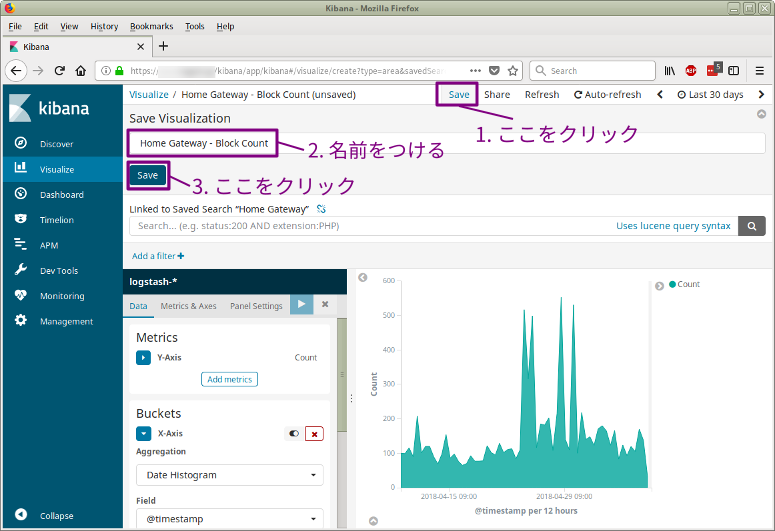 Kibana - Mozilla Firefox
File Edit View History Bookmarks Tools Help
Kibana
https:// /kibana/app/kibana#/visualize/create?type=area&savedSea
Search
ABP
5
kibana
Visualize / Home Gateway - Block Count (unsaved)
Save Share Refresh Auto-refresh Last 30 days
Save Visualization
1. ここをクリック
Home Gateway - Block Count
2. 名前をつける
Save
3. ここをクリック
Linked to Saved Search “Home Gateway”
Search... (e.g. status:200 AND extension:PHP)
Uses lucene query syntax
Add a filter +
Discover
Visualize
Dashboard
Timelion
APM
Dev Tools
Monitoring
Management
Collapse
logstash-*
Data Metrics & Axes Panel Settings
Metrics
Y-Axis Count
Add metrics
Buckets
X-Axis
Aggregation
Date Histogram
Field
@timestamp
Count
600
500
400
300
200
100
0
Count
2018-04-15 09:00 2018-04-29 09:00
@timestamp per 12 hours